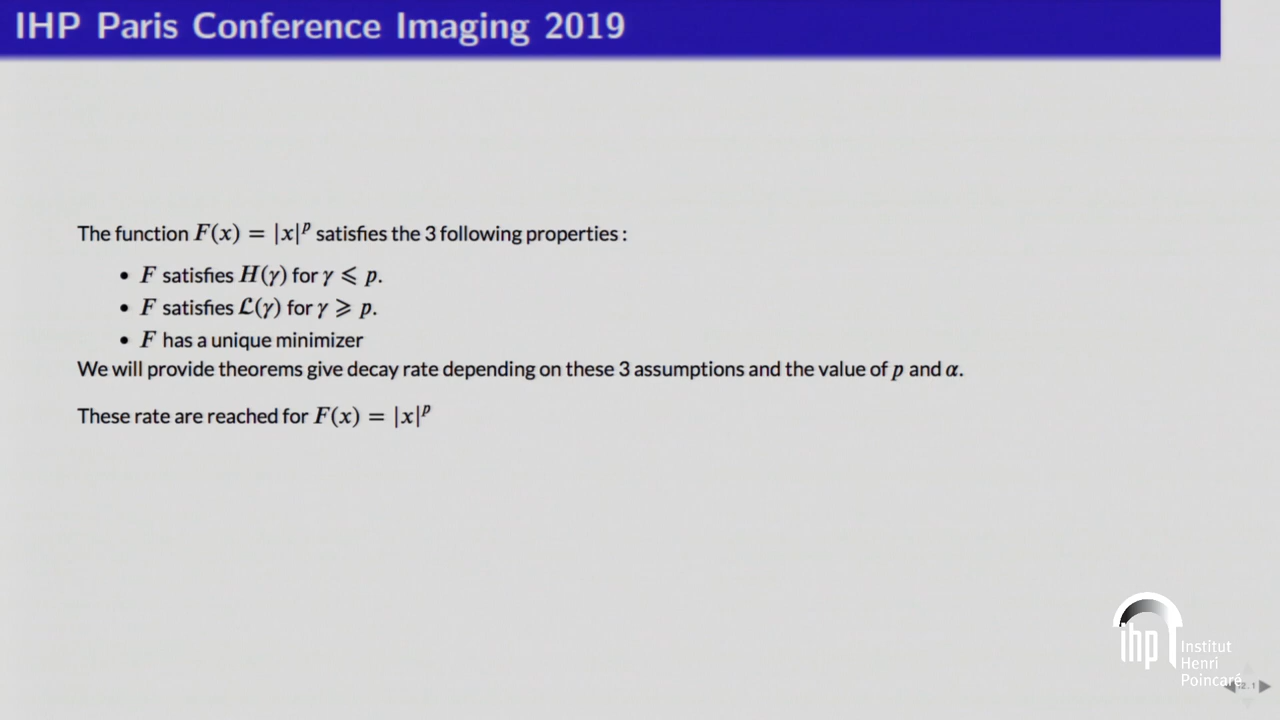 IHP Paris Conference Imaging 2019
The function F(x) = |x|^p satisfies the 3 following properties :
• F satisfies H(γ) for γ ⩽ p.
• F satisfies ℒ(γ) for γ ⩾ p.
• F has a unique minimizer
We will provide theorems give decay rate depending on these 3 assumptions and the value of p and α.
These rate are reached for F(x) = |x|^p
ihp
Institut
Henri
Poincaré